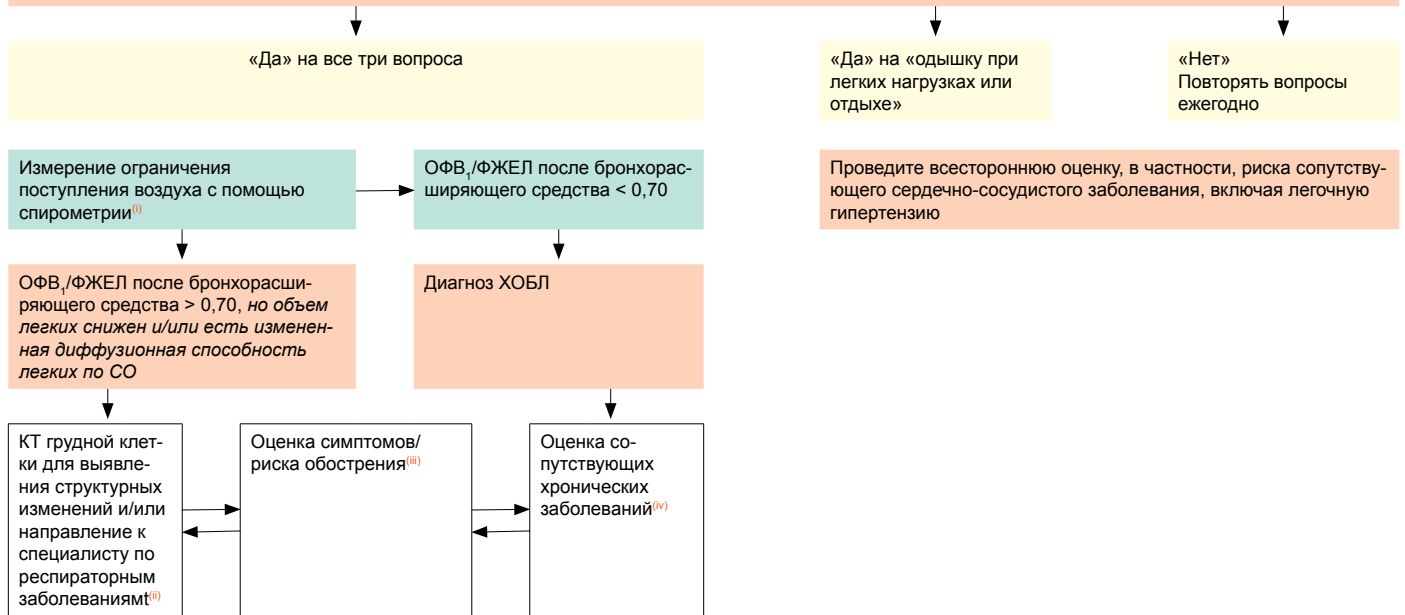 «Да» на все три вопроса
«Да» на «одышку при
легких нагрузках или
отдыхе»
«Нет»
Повторять вопросы
ежегодно
Измерение ограничения
поступления воздуха с помощью
спирометрии(i)
ОФВ₁/ФЖЕЛ после бронхорас-
ширяющего средства < 0,70
Проведите всестороннюю оценку, в частности, риска сопутству-
ющего сердечно-сосудистого заболевания, включая легочную
гипертензию
ОФВ₁/ФЖЕЛ после бронхорасши-
ряющего средства > 0,70, но объем
легких снижен и/или есть изменен-
ная диффузионная способность
легких по CO
Диагноз ХОБЛ
КТ грудной клет-
ки для выявле-
ния структурных
изменений и/или
направление к
специалисту по
респираторным
заболеваниямt(ii)
Оценка симптомов/
риска обострения(iii)
Оценка со-
путствующих
хронических
заболеваний(iv)